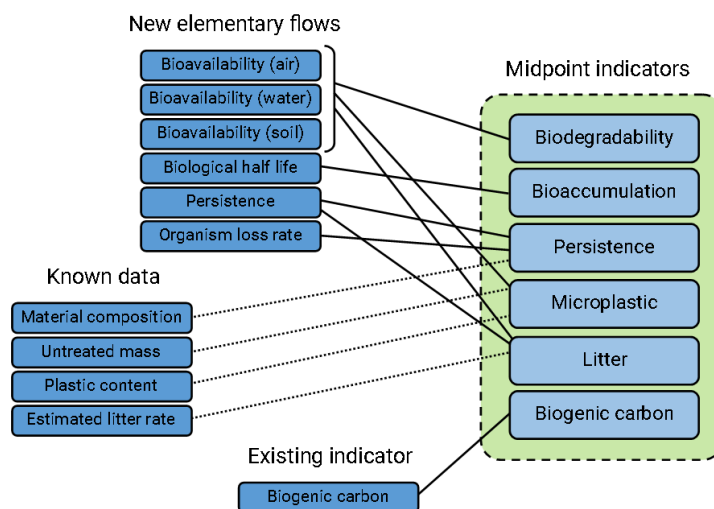 New elementary flows
Bioavailability (air)
Bioavailability (water)
Bioavailability (soil)
Biological half life
Persistence
Organism loss rate
Known data
Material composition
Untreated mass
Plastic content
Estimated litter rate
Existing indicator
Biogenic carbon
Midpoint indicators
Biodegradability
Bioaccumulation
Persistence
Microplastic
Litter
Biogenic carbon